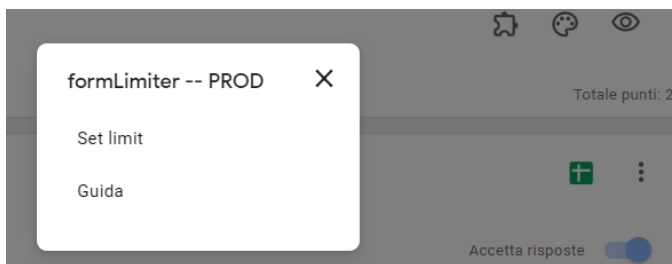 formLimiter -- PROD
Totale punti: 2
Set limit
Guida
Accetta risposte